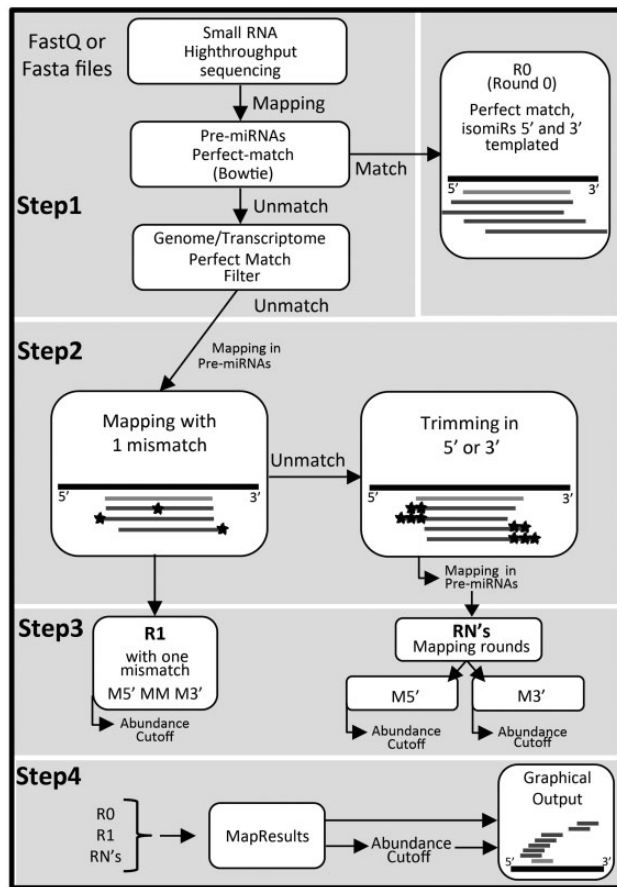 FastQ or
Fasta files
Small RNA
Highthroughput
sequencing
Mapping
Pre-miRNAs
Perfect-match
(Bowtie)
Match
R0
(Round 0)
Perfect match,
isomiRs 5’ and 3’
templated
5’ 3’
Step1
Unmatch
Genome/Transcriptome
Perfect Match
Filter
Unmatch
Step2
Mapping in
Pre-miRNAs
Mapping with
1 mismatch
5’ 3’
Unmatch
Trimming in
5’ or 3’
5’ 3’
Mapping in
Pre-miRNAs
Step3
R1
with one
mismatch
M5’ MM M3’
Abundance
Cutoff
RN’s
Mapping rounds
M5’
Abundance
Cutoff
M3’
Abundance
Cutoff
Step4
R0
R1
RN’s
MapResults
Abundance
Cutoff
Graphical
Output
5’ 3’